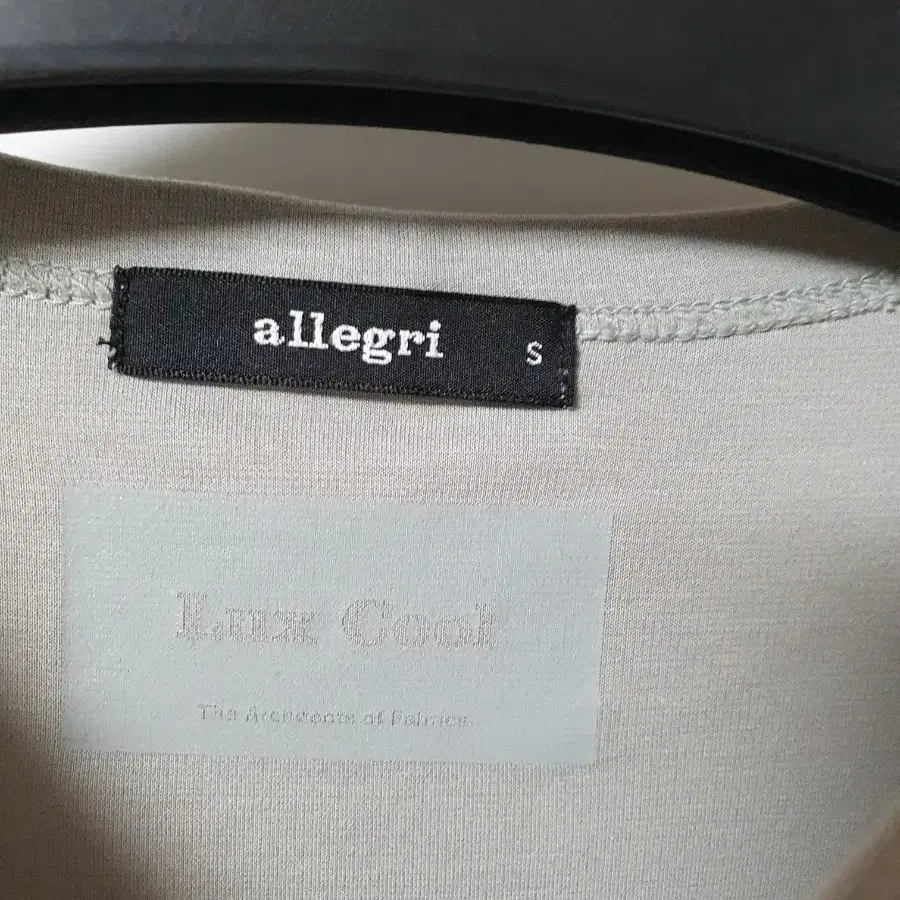 allegri S
Lux Cool
The Architects of Fabrics